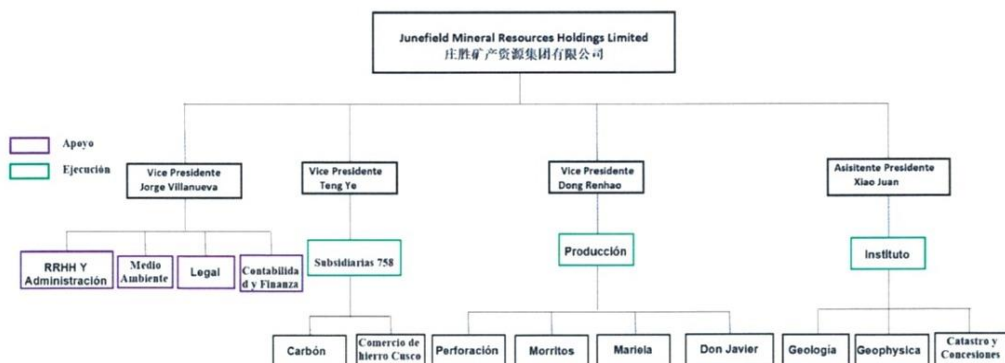 Junefield Mineral Resources Holdings Limited
庄胜矿产资源集团有限公司
Apoyo
Ejecución
Vice Presidente
Jorge Villanueva
Vice Presidente
Teng Ye
Vice Presidente
Dong Renhao
Asisitente Presidente
Xiao Juan
RRHH Y
Administración
Medio
Ambiente
Legal
Contabilida
d y Finanza
Subsidiarias 758
Producción
Instituto
Carbón
Comercio de
hierro Cusco
Perforación
Morritos
Mariela
Don Javier
Geología
Geophysica
Catastro y
Concesiones